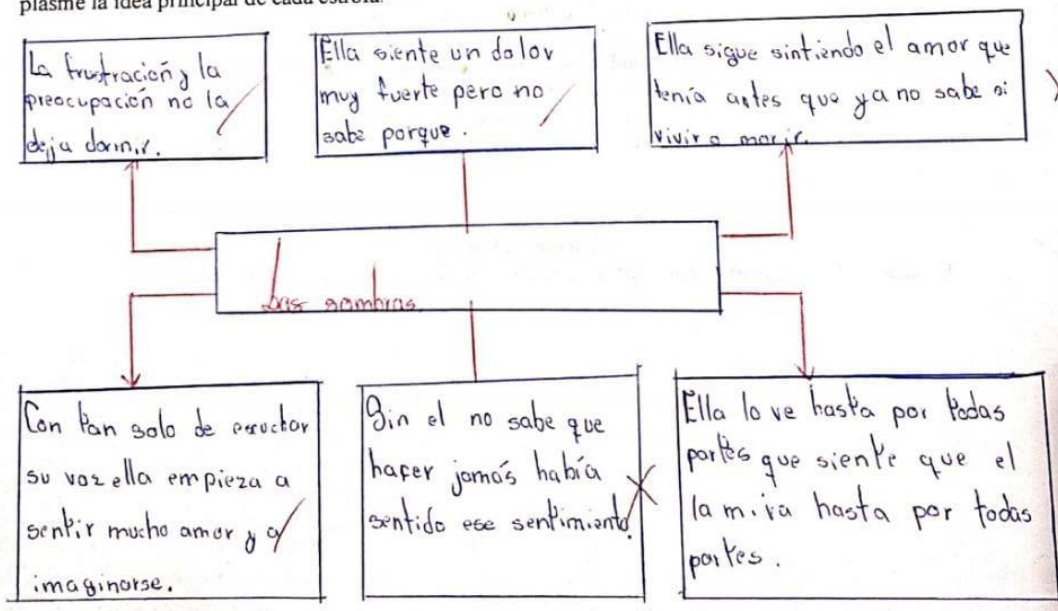 plasme la idea principal de cada estrofa.
La frustración y la
preocupación no la
deja dormir.
Ella siente un dolor
muy fuerte pero no
sabe porque.
Ella sigue sintiendo el amor que
tenía antes que ya no sabe si
vivir o morir.
Las sombras.
Con tan solo de escuchar
su voz ella empieza a
sentir mucho amor y a
imaginarse.
Sin el no sabe que
hacer jamás había
sentido ese sentimiento.
Ella lo ve hasta por todas
partes que siente que el
la mira hasta por todas
partes.